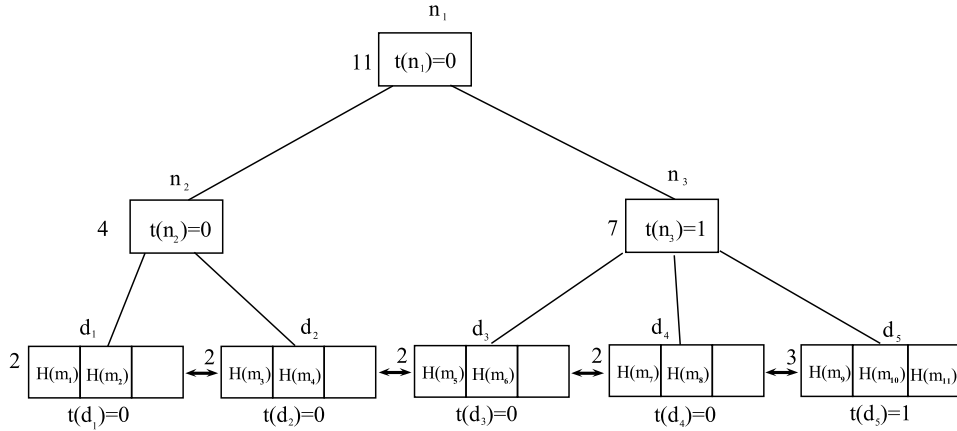 n₁
11 t(n₁)=0
n₂ n₃
4 t(n₂)=0 7 t(n₃)=1
d₁ d₂ d₃ d₄ d₅
2 H(m₁) H(m₂) 2 H(m₃) H(m₄) 2 H(m₅) H(m₆) 2 H(m₇) H(m₈) 3 H(m₉) H(m₁₀) H(m₁₁)
t(d₁)=0 t(d₂)=0 t(d₃)=0 t(d₄)=0 t(d₅)=1